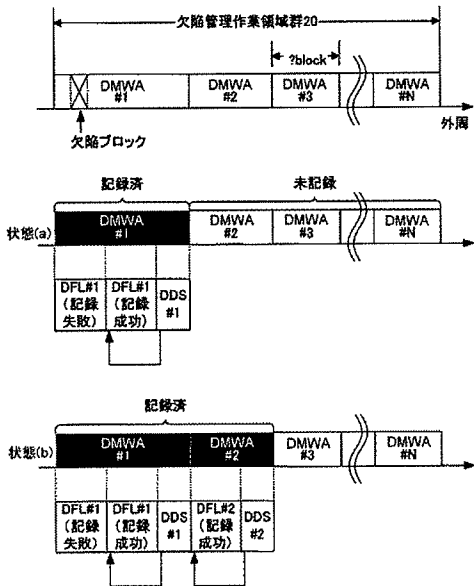 欠陥管理作業領域群20
?block
DMWA #1
DMWA #2
DMWA #3
DMWA #N
外周
欠陥ブロック
記録済
未記録
状態(a)
DMWA #1
DMWA #2
DMWA #3
DMWA #N
DFL#1
(記録
失敗)
DFL#1
(記録
成功)
DDS
#1
記録済
状態(b)
DMWA #1
DMWA #2
DMWA #3
DMWA #N
DFL#1
(記録
失敗)
DFL#1
(記録
成功)
DDS
#1
DFL#2
(記録
成功)
DDS
#2